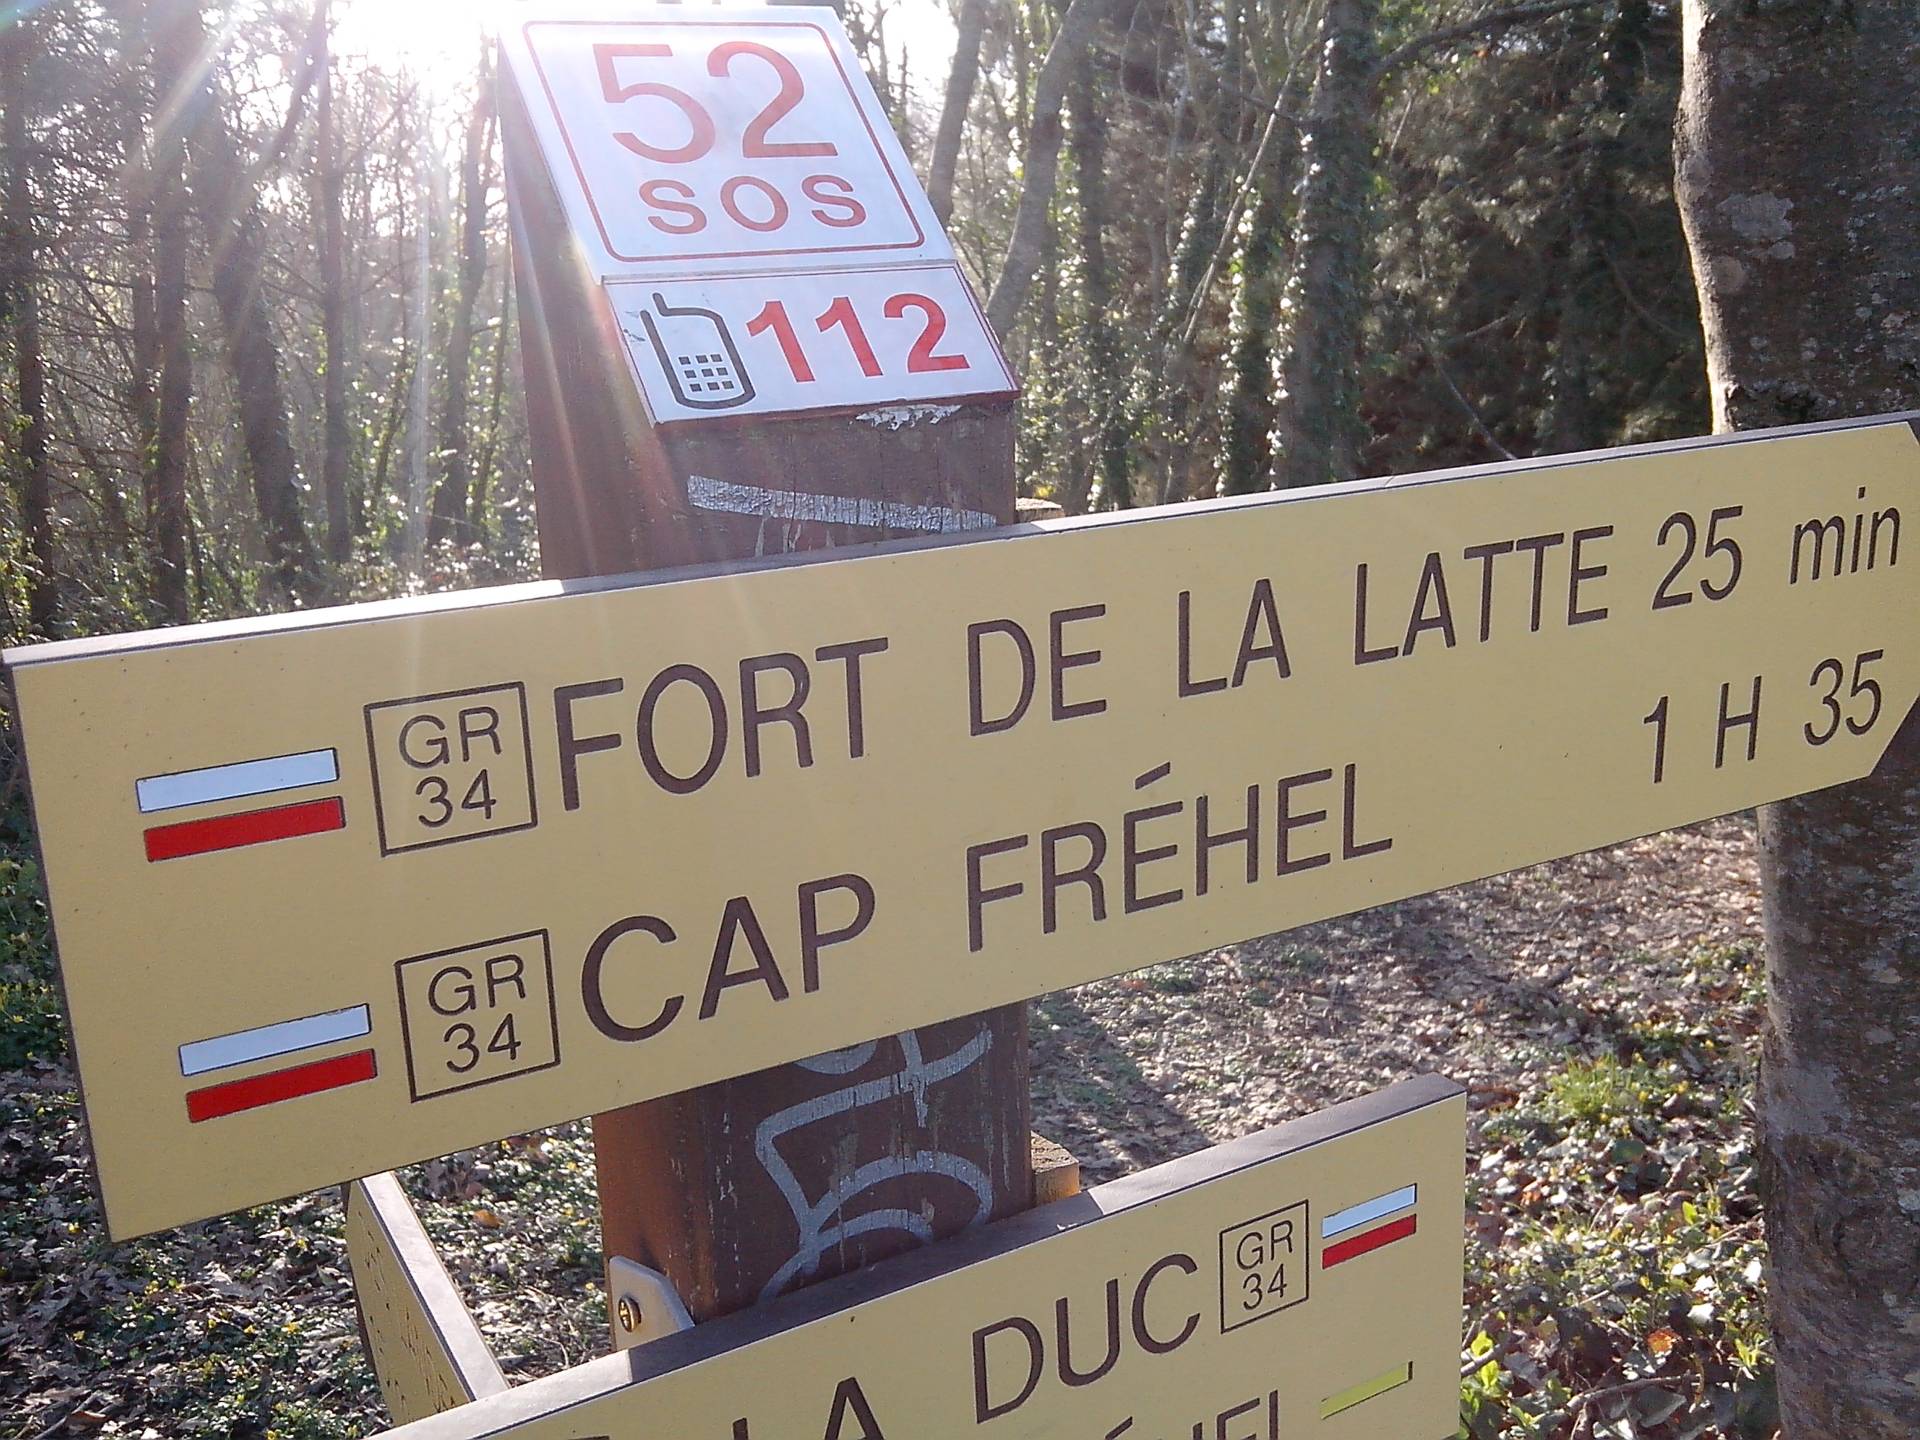 52
SOS
112
GR 34 FORT DE LA LATTE 25 min
GR 34 CAP FRÉHEL 1 H 35
LA DUC GR 34